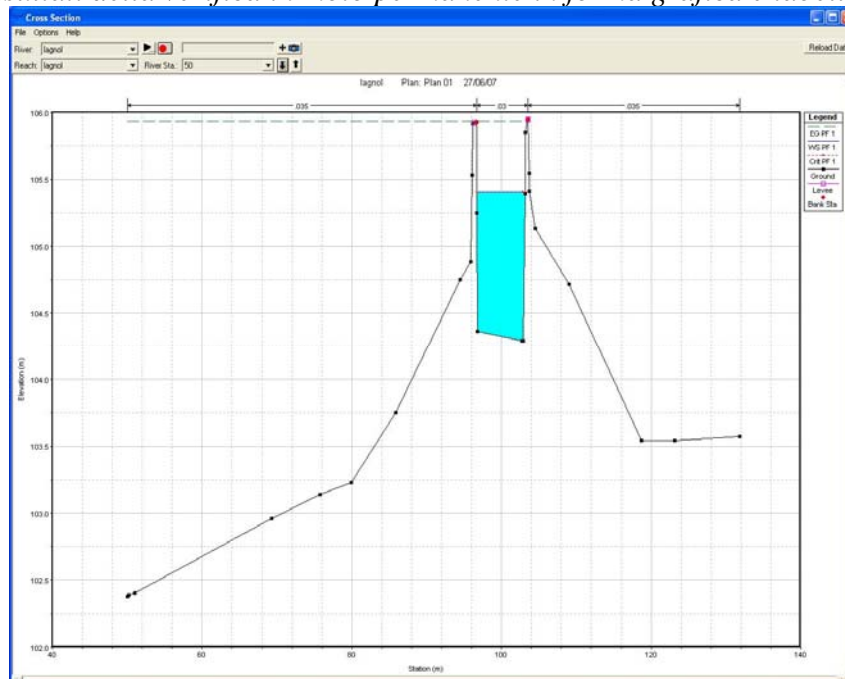 Cross Section
File Options Help
River: lagnol
Reload Dat
Reach: lagnol River Sta.: 50
lagnol Plan: Plan 01 27/06/07
.035 .03 .035
Legend
EG PF 1
WS PF 1
Crit PF 1
Ground
Levee
Bank Sta
106.0
105.5
105.0
104.5
104.0
103.5
103.0
102.5
102.0
Elevation (m)
40 60 80 100 120 140
Station (m)